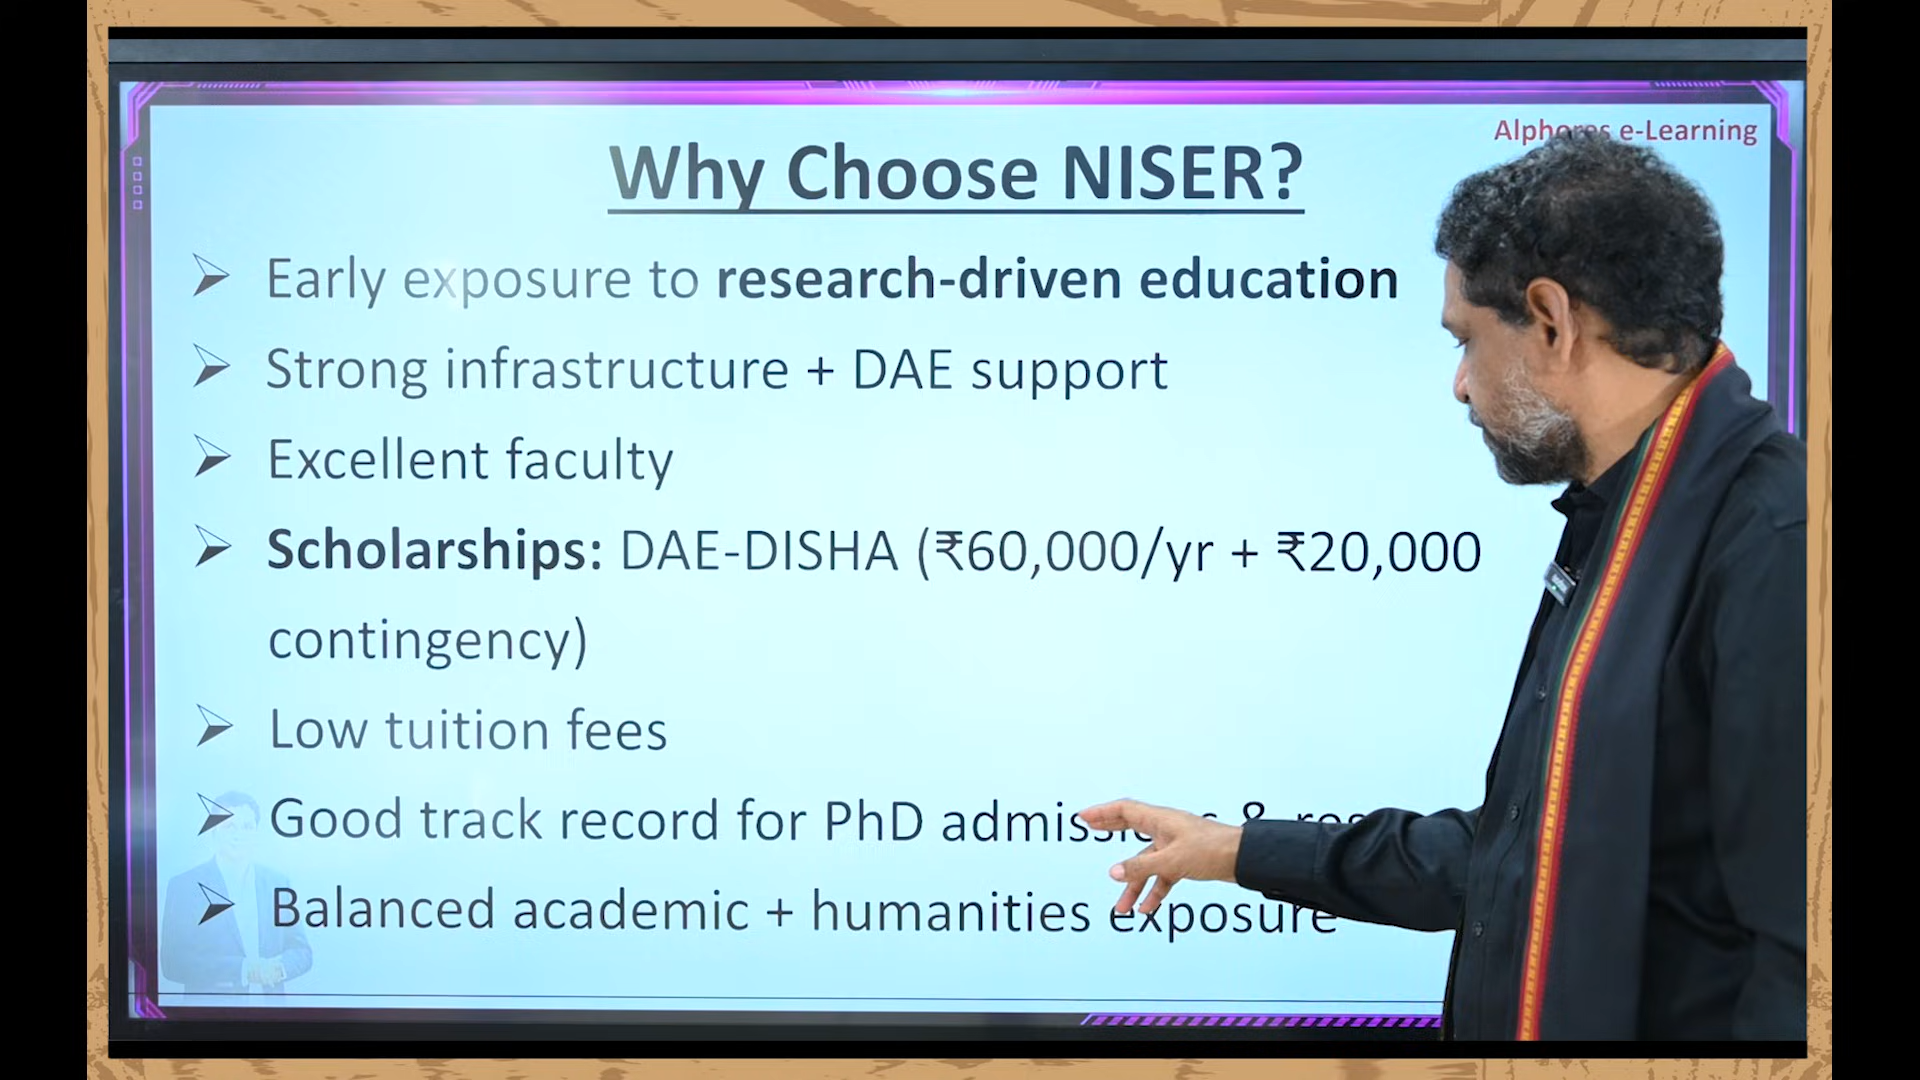 Alphores e-Learning
Why Choose NISER?
Early exposure to research-driven education
Strong infrastructure + DAE support
Excellent faculty
Scholarships: DAE-DISHA (₹60,000/yr + ₹20,000
contingency)
Low tuition fees
Good track record for PhD admissions &
Balanced academic + humanities exposure